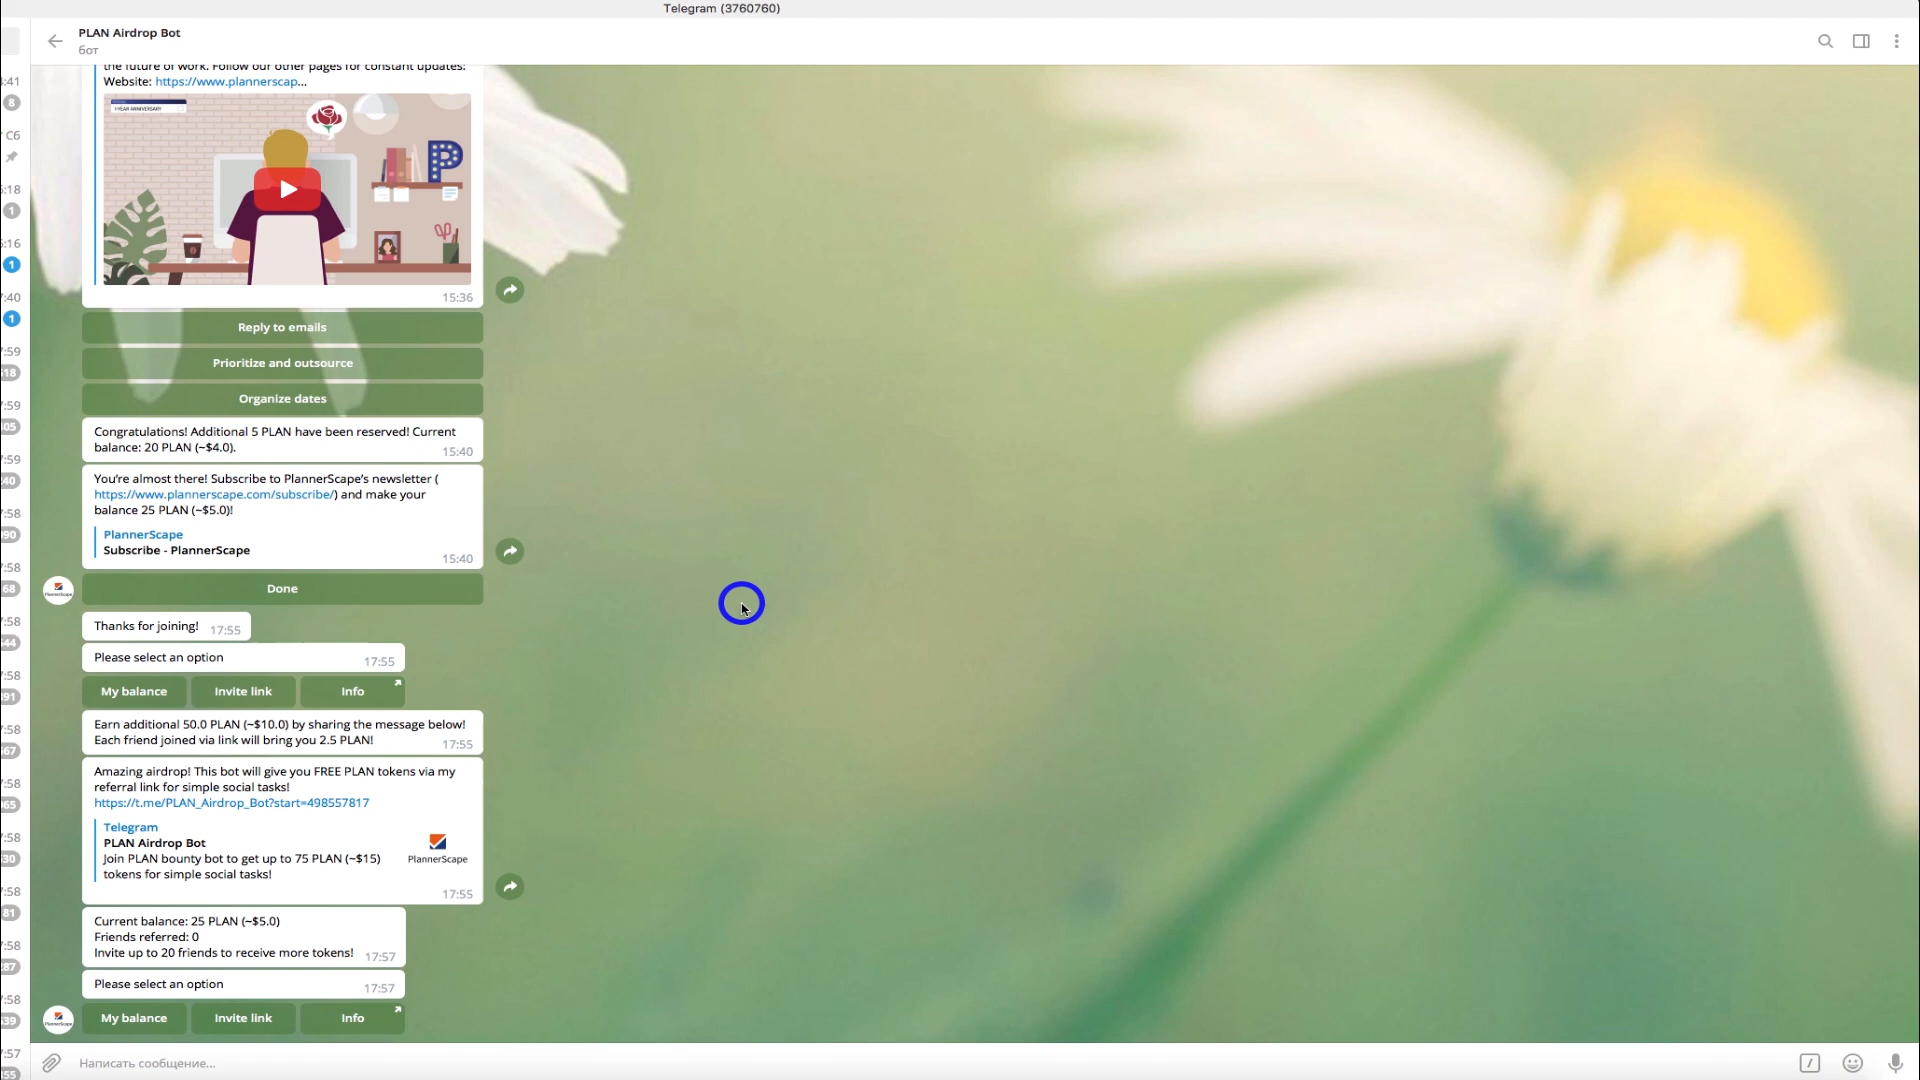 Telegram (3760760)
PLAN Airdrop Bot
бот
the future of work. Follow our other pages for constant updates:
Website: https://www.plannerscap...
1-YEAR ANNIVERSARY
P
15:36
Reply to emails
Prioritize and outsource
Organize dates
Congratulations! Additional 5 PLAN have been reserved! Current
balance: 20 PLAN (~$4.0).
15:40
You're almost there! Subscribe to PlannerScape's newsletter (
https://www.plannerscape.com/subscribe/) and make your
balance 25 PLAN (~$5.0)!
PlannerScape
Subscribe - PlannerScape
15:40
Done
Thanks for joining! 17:55
Please select an option 17:55
My balance Invite link Info
Earn additional 50.0 PLAN (~$10.0) by sharing the message below!
Each friend joined via link will bring you 2.5 PLAN!
17:55
Amazing airdrop! This bot will give you FREE PLAN tokens via my
referral link for simple social tasks!
https://t.me/PLAN_Airdrop_Bot?start=498557817
Telegram
PLAN Airdrop Bot
Join PLAN bounty bot to get up to 75 PLAN (~$15)
tokens for simple social tasks!
PlannerScape
17:55
Current balance: 25 PLAN (~$5.0)
Friends referred: 0
Invite up to 20 friends to receive more tokens! 17:57
Please select an option 17:57
My balance Invite link Info
Написать сообщение...